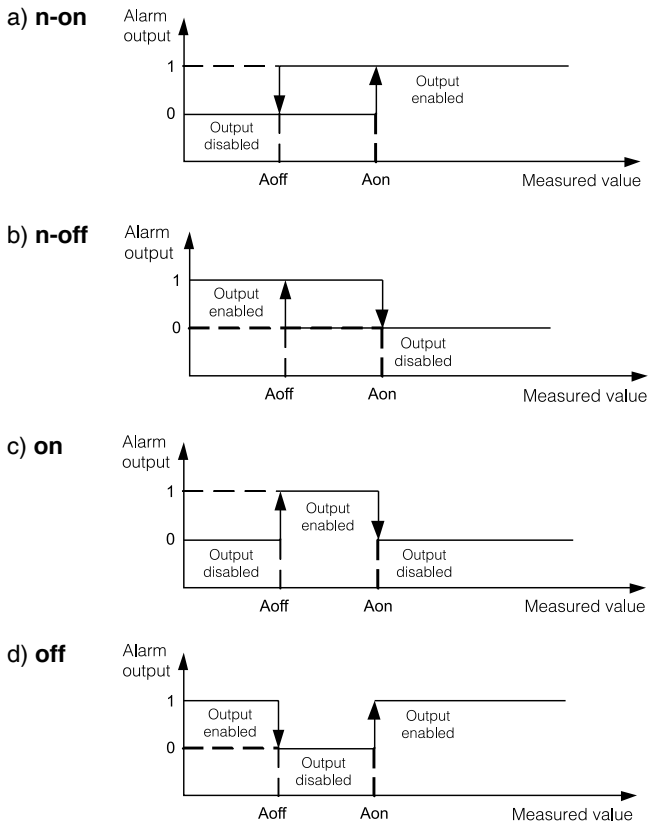 a) n-on
Alarm
output
1
Output
enabled
0
Output
disabled
Aoff
Aon
Measured value
b) n-off
Alarm
output
1
Output
enabled
0
Output
disabled
Aoff
Aon
Measured value
c) on
Alarm
output
1
Output
enabled
0
Output
disabled
Output
disabled
Aoff
Aon
Measured value
d) off
Alarm
output
1
Output
enabled
Output
enabled
0
Output
disabled
Aoff
Aon
Measured value